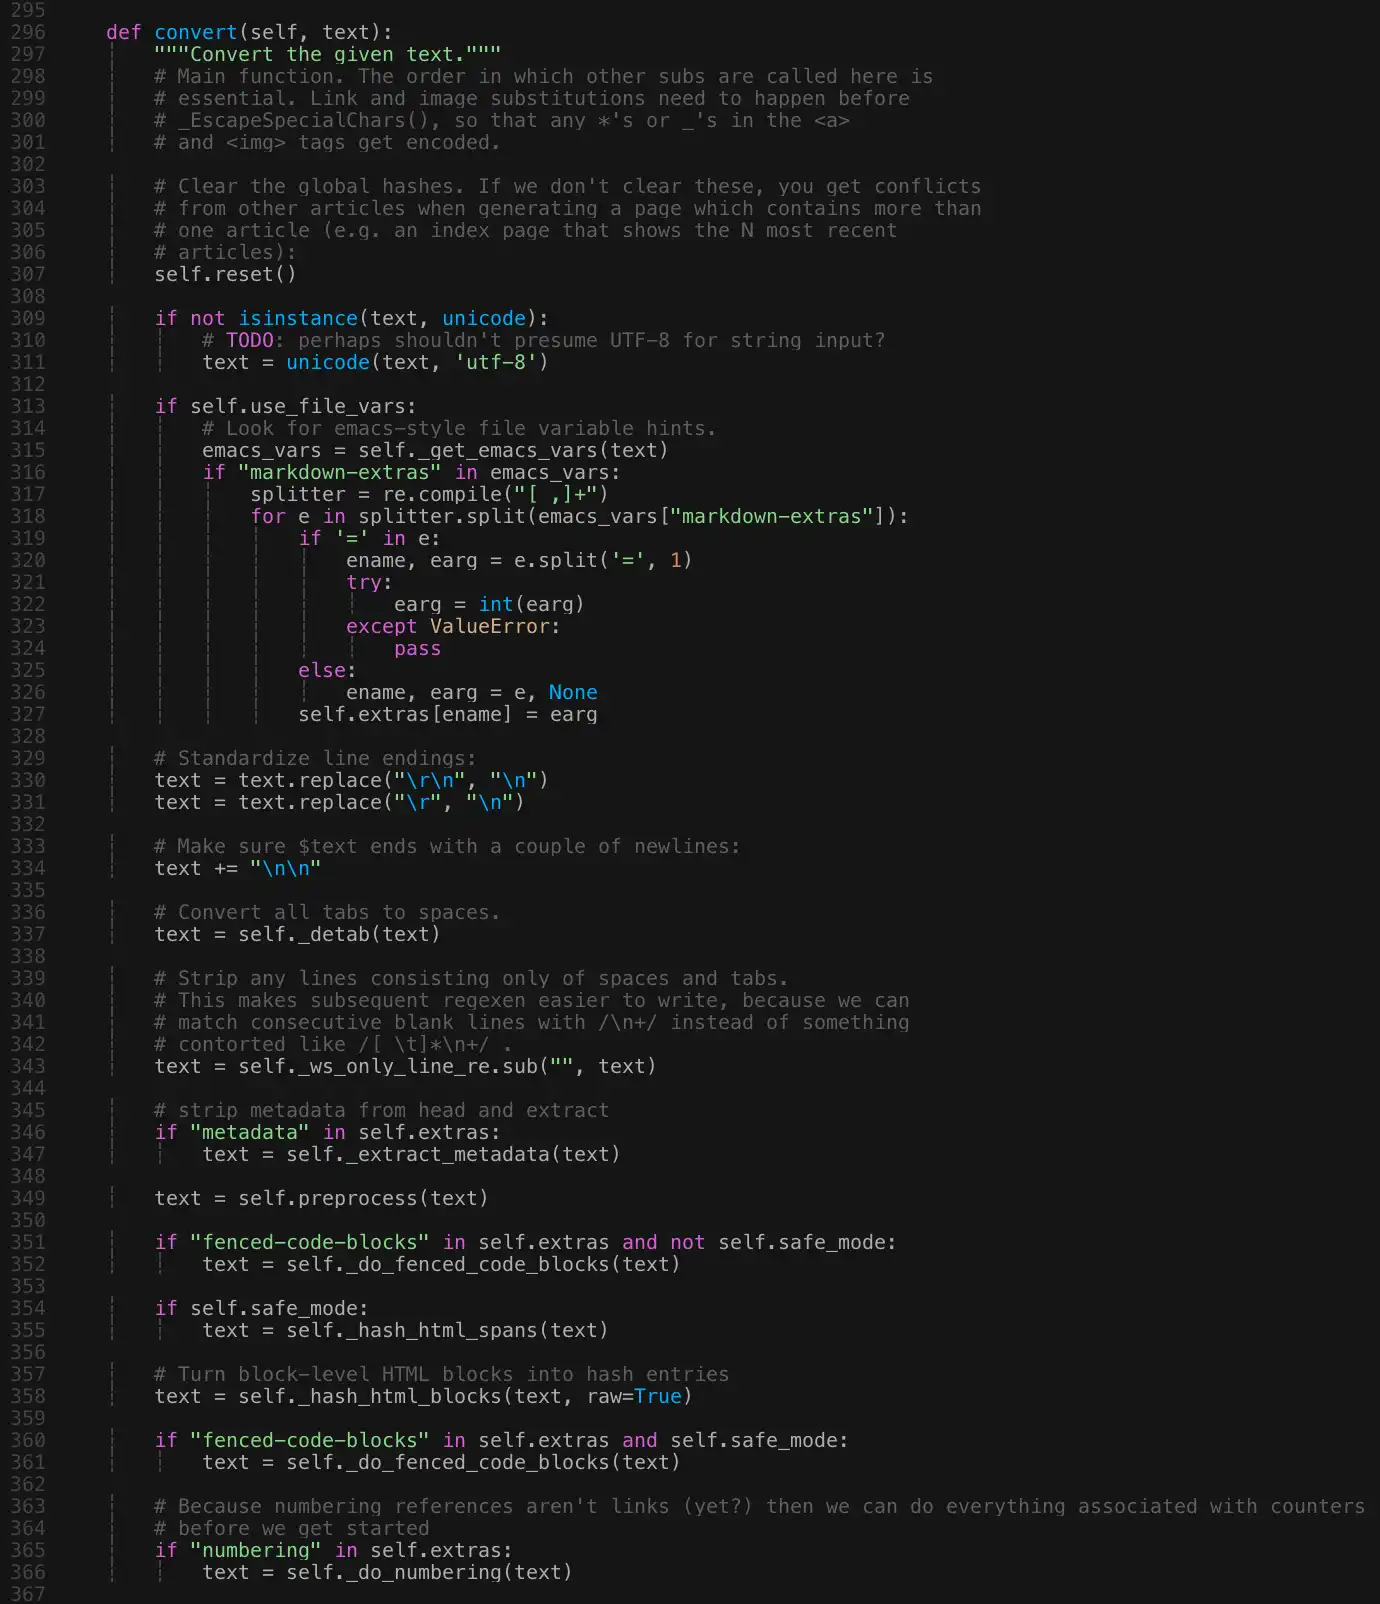 295
296     def convert(self, text):
297         """Convert the given text."""
298         # Main function. The order in which other subs are called here is
299         # essential. Link and image substitutions need to happen before
300         # _EscapeSpecialChars(), so that any *'s or _'s in the <a>
301         # and <img> tags get encoded.
302
303         # Clear the global hashes. If we don't clear these, you get conflicts
304         # from other articles when generating a page which contains more than
305         # one article (e.g. an index page that shows the N most recent
306         # articles):
307         self.reset()
308
309         if not isinstance(text, unicode):
310             # TODO: perhaps shouldn't presume UTF-8 for string input?
311             text = unicode(text, 'utf-8')
312
313         if self.use_file_vars:
314             # Look for emacs-style file variable hints.
315             emacs_vars = self._get_emacs_vars(text)
316             if "markdown-extras" in emacs_vars:
317                 splitter = re.compile("[ ,]+")
318                 for e in splitter.split(emacs_vars["markdown-extras"]):
319                     if '=' in e:
320                         ename, earg = e.split('=', 1)
321                         try:
322                             earg = int(earg)
323                         except ValueError:
324                             pass
325                     else:
326                         ename, earg = e, None
327                     self.extras[ename] = earg
328
329         # Standardize line endings:
330         text = text.replace("\r\n", "\n")
331         text = text.replace("\r", "\n")
332
333         # Make sure $text ends with a couple of newlines:
334         text += "\n\n"
335
336         # Convert all tabs to spaces.
337         text = self._detab(text)
338
339         # Strip any lines consisting only of spaces and tabs.
340         # This makes subsequent regexen easier to write, because we can
341         # match consecutive blank lines with /\n+/ instead of something
342         # contorted like /[ \t]*\n+/ .
343         text = self._ws_only_line_re.sub("", text)
344
345         # strip metadata from head and extract
346         if "metadata" in self.extras:
347             text = self._extract_metadata(text)
348
349         text = self.preprocess(text)
350
351         if "fenced-code-blocks" in self.extras and not self.safe_mode:
352             text = self._do_fenced_code_blocks(text)
353
354         if self.safe_mode:
355             text = self._hash_html_spans(text)
356
357         # Turn block-level HTML blocks into hash entries
358         text = self._hash_html_blocks(text, raw=True)
359
360         if "fenced-code-blocks" in self.extras and self.safe_mode:
361             text = self._do_fenced_code_blocks(text)
362
363         # Because numbering references aren't links (yet?) then we can do everything associated with counters
364         # before we get started
365         if "numbering" in self.extras:
366             text = self._do_numbering(text)
367